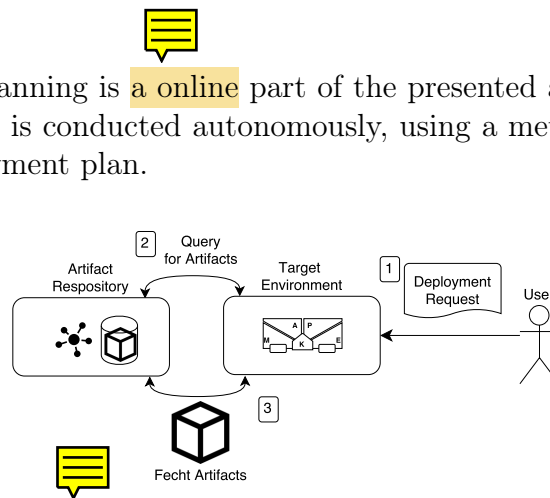 anning is a online part of the presented a
is conducted autonomously, using a me
yment plan.
2
Query
for Artifacts
1
Artifact
Respository
Target
Environment
Deployment
Request
Use
A P
M
K
E
3
Fecht Artifacts